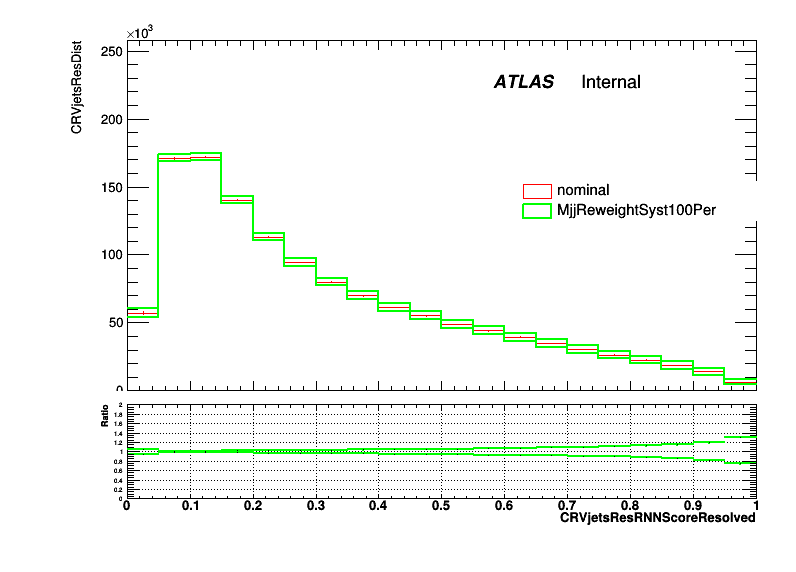 ×10³
CRVjetsResDist
250
200
150
100
50
0
ATLAS Internal
nominal
MjjReweightSyst100Per
Ratio
2
1.8
1.6
1.4
1.2
1
0.8
0.6
0.4
0.2
0
0 0.1 0.2 0.3 0.4 0.5 0.6 0.7 0.8 0.9 1
CRVjetsResRNNScoreResolved